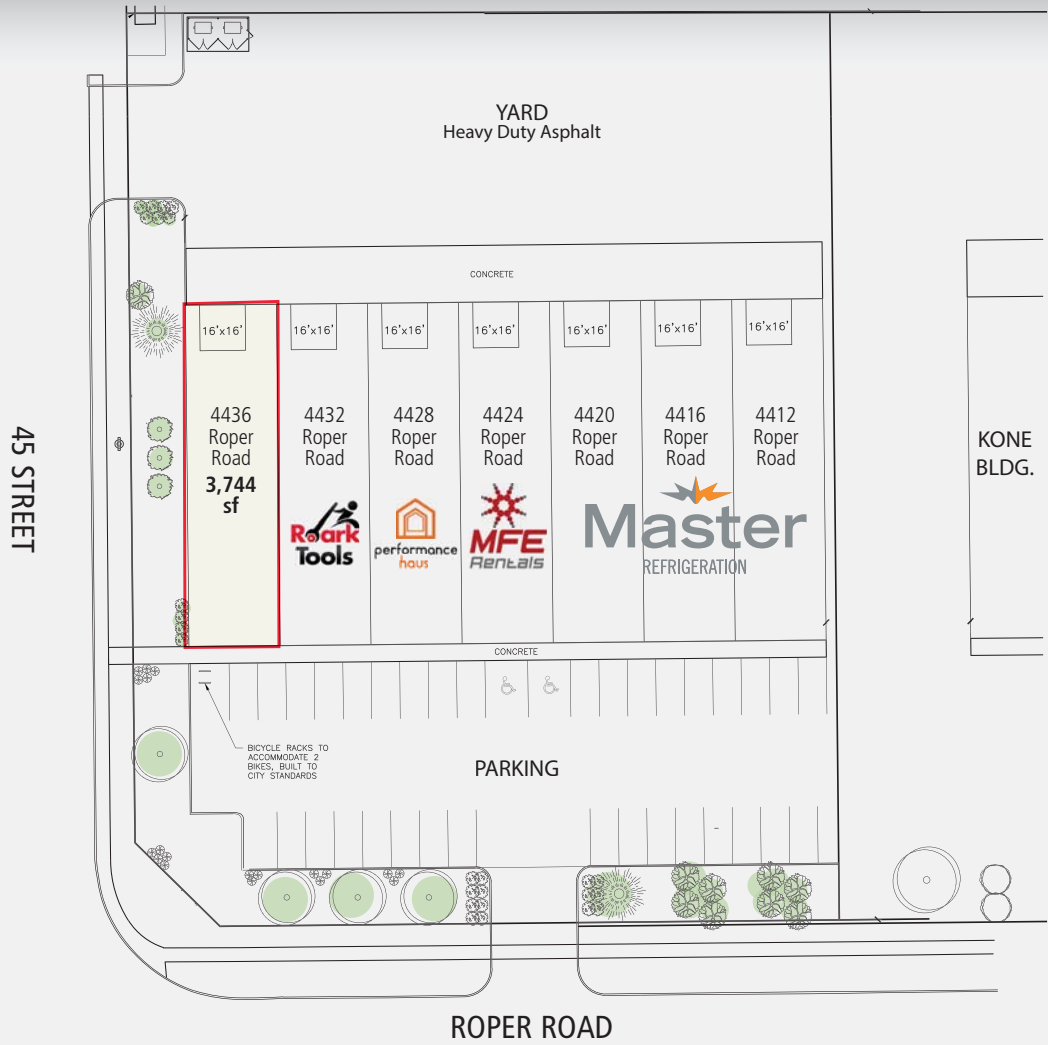 YARD
Heavy Duty Asphalt
CONCRETE
16'x16'
16'x16'
16'x16'
16'x16'
16'x16'
16'x16'
16'x16'
4436
Roper
Road
3,744
sf
4432
Roper
Road
Roark
Tools
4428
Roper
Road
performance
haus
4424
Roper
Road
MFE
Rentals
4420
Roper
Road
4416
Roper
Road
4412
Roper
Road
Master
REFRIGERATION
KONE
BLDG.
45 STREET
CONCRETE
BICYCLE RACKS TO
ACCOMMODATE 2
BIKES, BUILT TO
CITY STANDARDS
PARKING
ROPER ROAD